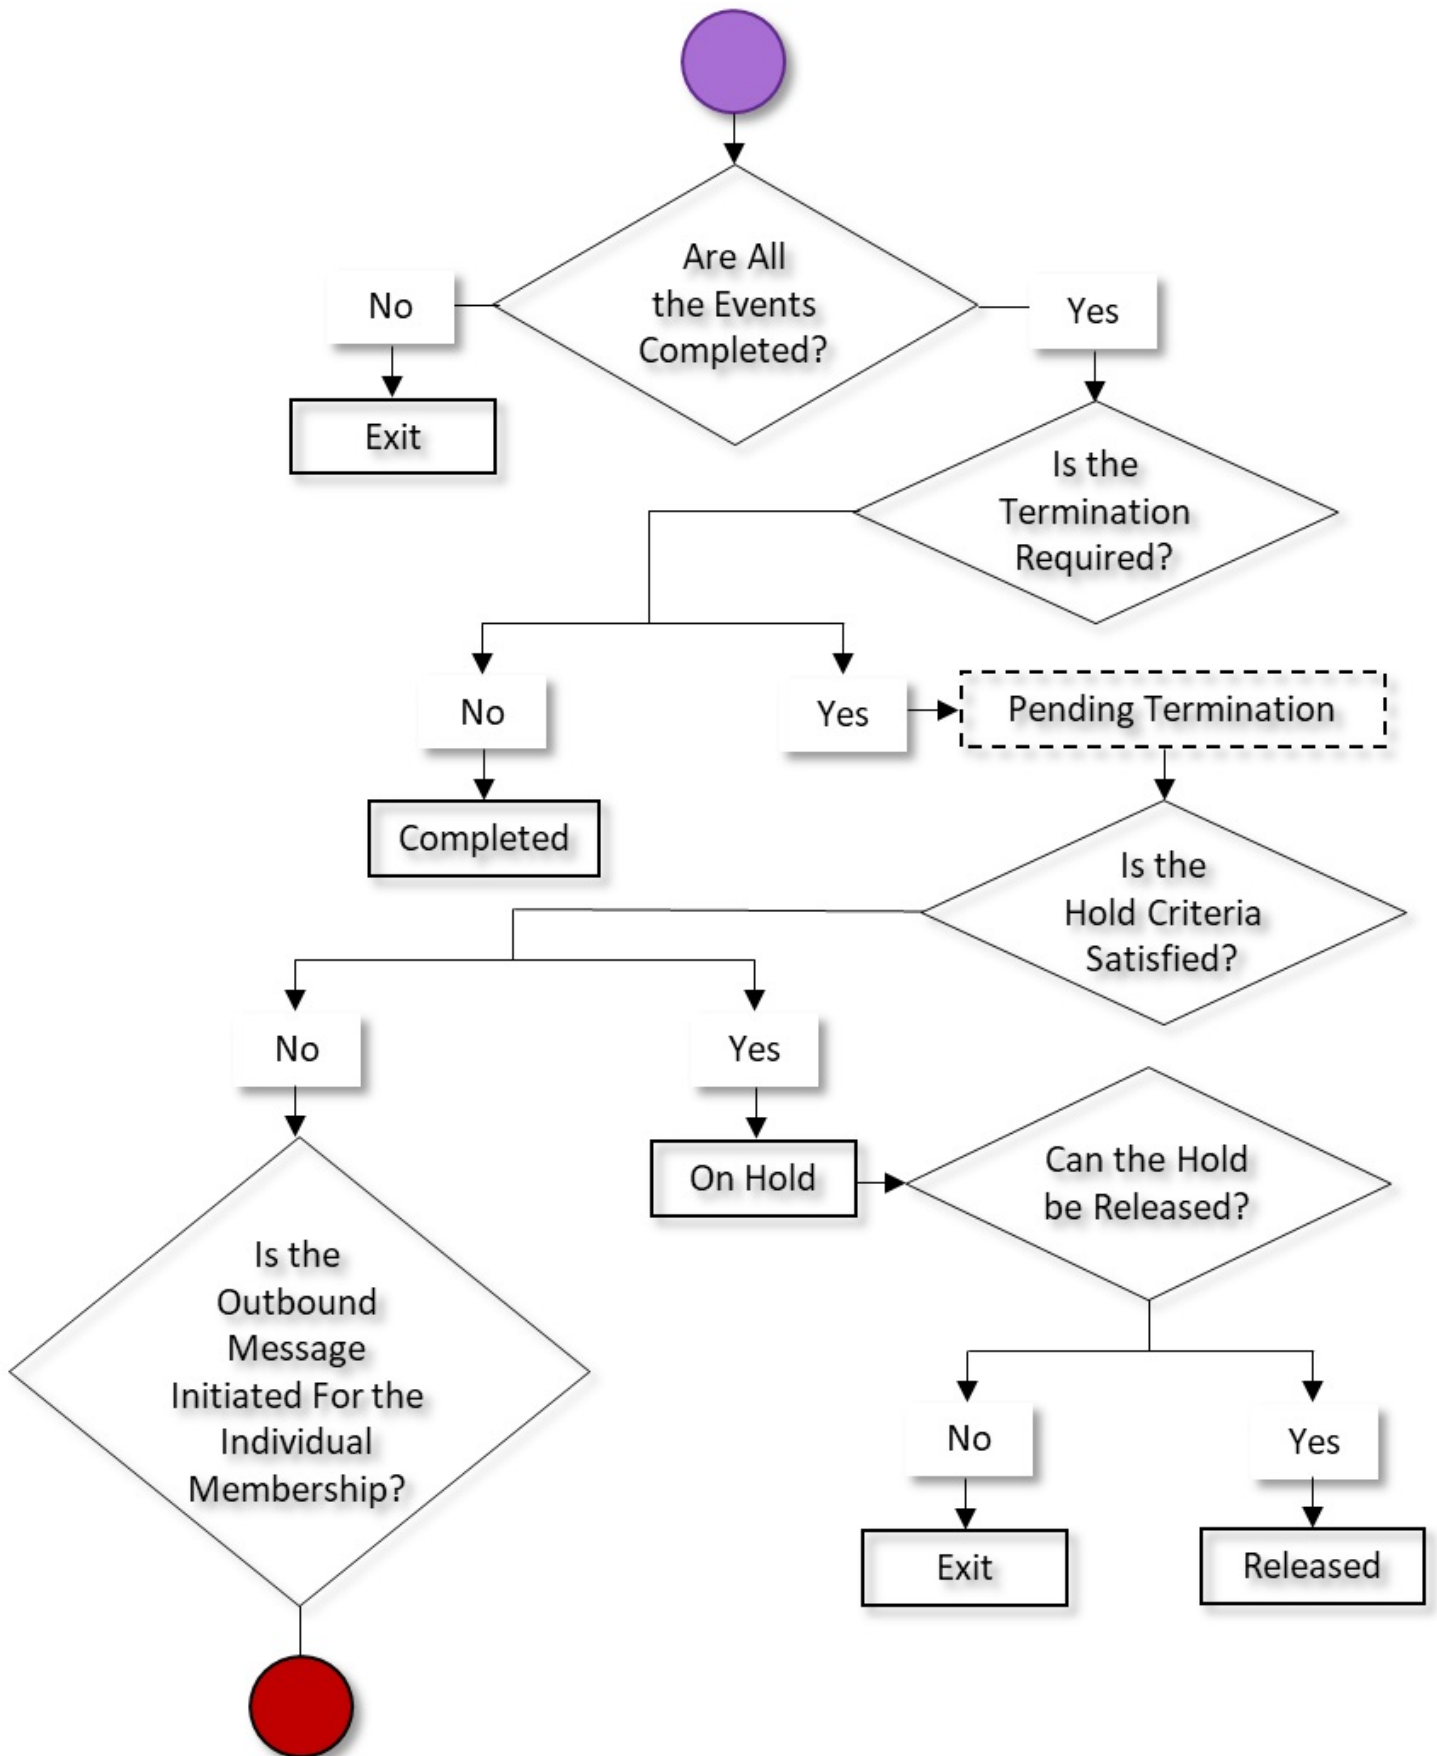 Are All
the Events
Completed?
No
Yes
Exit
Is the
Termination
Required?
No
Yes
Pending Termination
Completed
Is the
Hold Criteria
Satisfied?
No
Yes
On Hold
Can the Hold
be Released?
Is the
Outbound
Message
Initiated For the
Individual
Membership?
No
Yes
Exit
Released